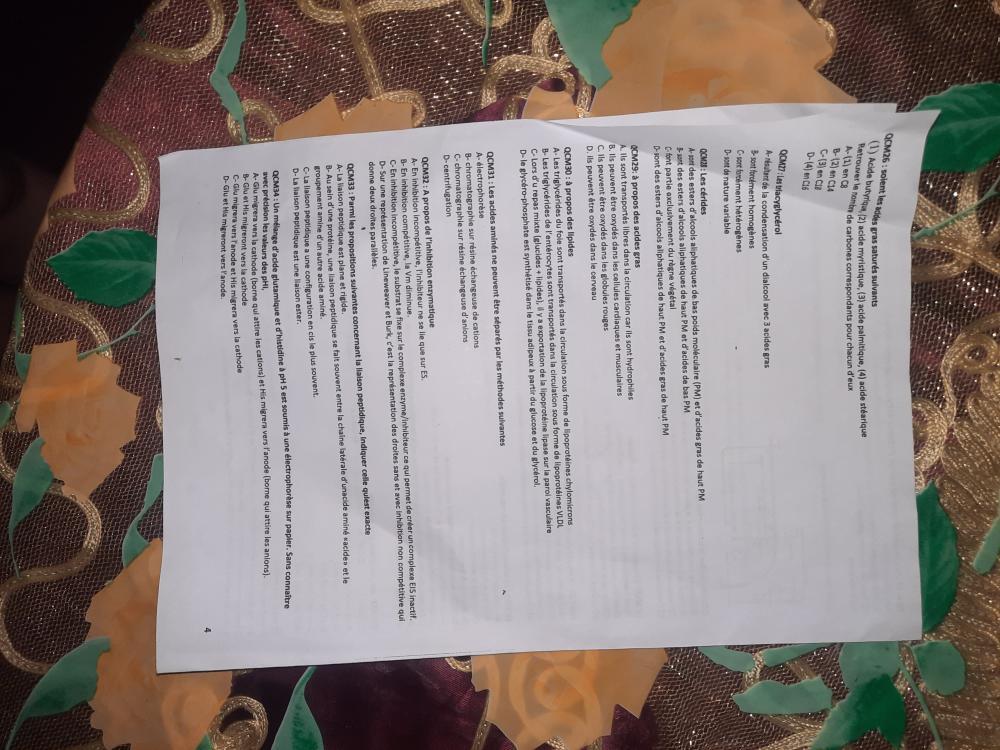 QCM26 : soient les acides gras saturés suivants
(1) Acide butyrique, (2) acide myristique, (3) acide palmitique, (4) acide stéarique
Retrouver le nombre de carbones correspondants pour chacun d'eux
A- (1) en C8
B- (2) en C14
C- (3) en C22
D- (4) en C16
QCM27 : Les triacylglycérol
A- résultent de la condensation d'un dialcool avec 3 acides gras
B- sont forcément homogènes
C- sont forcément hétérogènes
D- sont de nature variable
QCM28 : Les cérides
A- sont des esters d'alcools aliphatiques de bas poids moléculaire (PM) et d'acides gras de haut PM
B- sont des esters d'alcools aliphatiques de haut PM et d'acides de bas PM
C- font partie exclusivement du règne végétal
D- sont des esters d'alcools aliphatiques de haut PM et d'acides gras de haut PM
QCM29: à propos des acides gras
A. Ils sont transportés libres dans la circulation car ils sont hydrophiles
B. Ils peuvent être oxydés dans les cellules cardiaques et musculaires
C. Ils peuvent être oxydés dans les globules rouges
D. ils peuvent être oxydés dans le cerveau
QCM30 : à propos des lipides
A- Les triglycérides du foie sont transportés dans la circulation sous forme de lipoprotéines chylomicrons
B- Les triglycérides de l'entérocytes sont transportés dans la circulation sous forme de lipoprotéines VLDL
C- Lors d'u repas mixte (glucides + lipides), il y a exportation de la lipoprotéine lipase sur la paroi vasculaire
D- le glycéro-phosphate est synthétisé dans le tissu adipeux à partir du glucose et du glycérol.
QCM31 : Les acides aminés ne peuvent être séparés par les méthodes suivantes
A- électrophorèse
B- chromatographie sur résine échangeuse de cations
C- chromatographie sur résine échangeuse d'anions
D- centrifugation
QCM32 : A propos de l'inhibition enzymatique
A- En inhibition incompétitive, l'inhibiteur ne se lie que sur ES.
B- En inhibition compétitive, la Vm diminue.
C- En inhibition incompétitive, le substrat se fixe sur le complexe enzyme/inhibiteur ce qui permet de créer un complexe EIS inactif.
D- Sur une représentation de Lineweaver et Burk, c'est la représentation des droites sans et avec inhibition non compétitive qui
donne deux droites parallèles.
QCM33 : Parmi les propositions suivantes concernant la liaison peptidique, indiquer celle qui est exacte
A- La liaison peptidique est plane et rigide.
B- Au sein d'une protéine, une liaison peptidique se fait souvent entre la chaîne latérale d'un acide aminé «acide» et le
groupement amine d'un autre acide aminé.
C- La liaison peptidique a une configuration en cis le plus souvent.
D- La liaison peptidique est une liaison ester.
QCM34 : Un mélange d'acide glutamique et d'histidine à pH 5 est soumis à une électrophorèse sur papier. Sans connaître
avec précision les valeurs des pHi,
A- Glu migrera vers la cathode (borne qui attire les cations) et His migrera vers l'anode (borne qui attire les anions).
B- Glu et His migreront vers la cathode
C- Glu migrera vers l'anode et His migrera vers la cathode
D- Glu et His migreront vers l'anode.
4